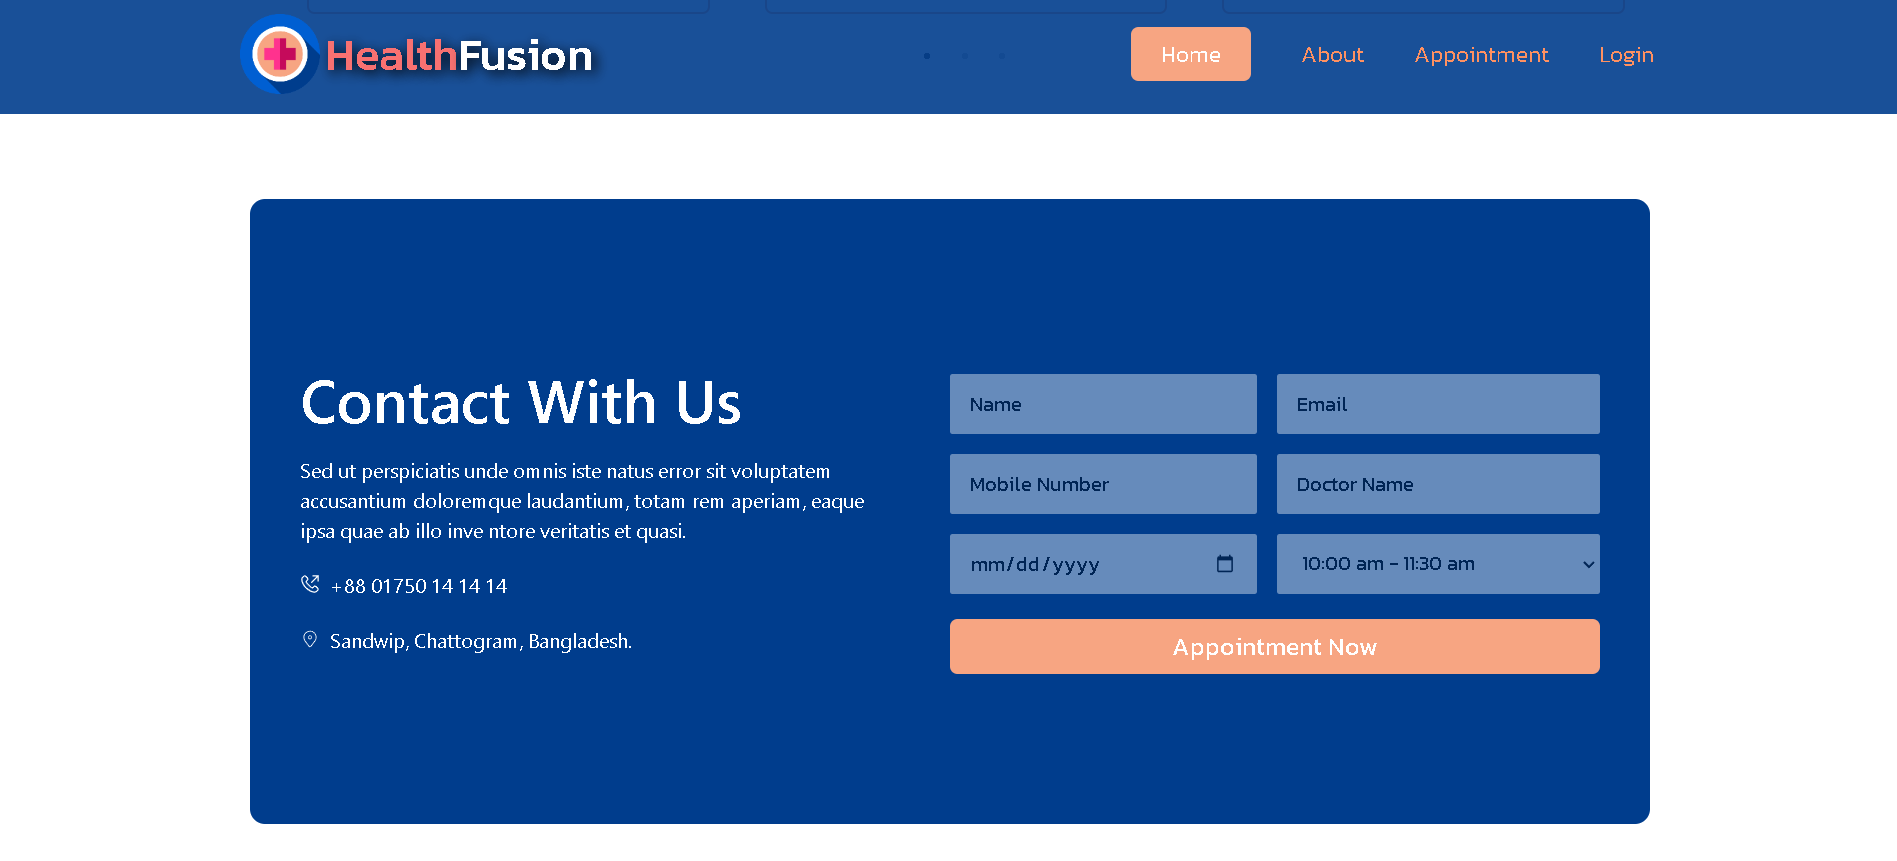 HealthFusion
Home
About
Appointment
Login
Contact With Us
Sed ut perspiciatis unde omnis iste natus error sit voluptatem
accusantium doloremque laudantium, totam rem aperiam, eaque
ipsa quae ab illo inve ntore veritatis et quasi.
+88 01750 14 14 14
Sandwip, Chattogram, Bangladesh.
Name
Email
Mobile Number
Doctor Name
mm/dd/yyyy
10:00 am - 11:30 am
Appointment Now